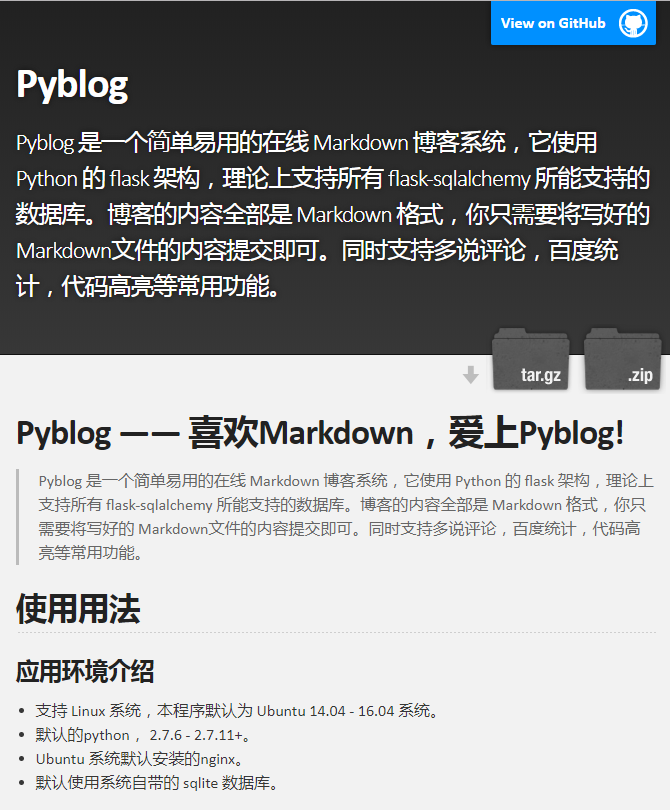 View on GitHub
Pyblog
Pyblog 是一个简单易用的在线 Markdown 博客系统，它使用
Python 的 flask 架构，理论上支持所有 flask-sqlalchemy 所能支持的
数据库。博客的内容全部是 Markdown 格式，你只需要将写好的
Markdown文件的内容提交即可。同时支持多说评论，百度统
计，代码高亮等常用功能。
tar.gz
.zip
Pyblog —— 喜欢Markdown，爱上Pyblog!
Pyblog 是一个简单易用的在线 Markdown 博客系统，它使用 Python 的 flask 架构，理论上
支持所有 flask-sqlalchemy 所能支持的数据库。博客的内容全部是 Markdown 格式，你只
需要将写好的 Markdown文件的内容提交即可。同时支持多说评论，百度统计，代码高
亮等常用功能。
使用用法
应用环境介绍
• 支持 Linux 系统，本程序默认为 Ubuntu 14.04 - 16.04 系统。
• 默认的python， 2.7.6 - 2.7.11+。
• Ubuntu 系统默认安装的nginx。
• 默认使用系统自带的 sqlite 数据库。